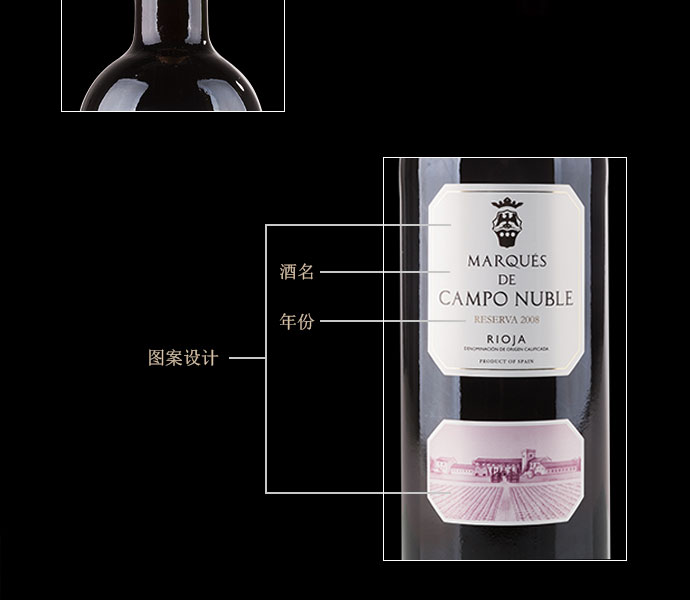 酒名
年份
图案设计
MARQUÉS
DE
CAMPO NUBLE
RESERVA 2008
RIOJA
DENOMINACIÓN DE ORIGEN CALIFICADA
PRODUCT OF SPAIN